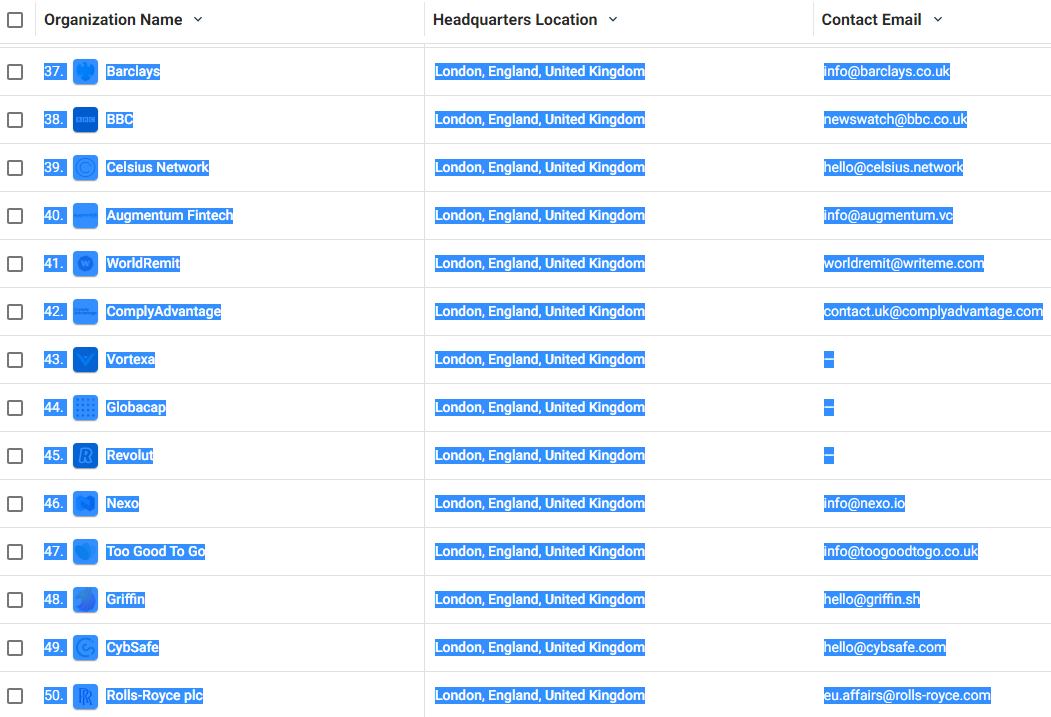 Organization Name Headquarters Location Contact Email
37. Barclays London, England, United Kingdom info@barclays.co.uk
38. BBC BBC London, England, United Kingdom newswatch@bbc.co.uk
39. Celsius Network London, England, United Kingdom hello@celsius.network
40. Augmentum Fintech London, England, United Kingdom info@augmentum.vc
41. W WorldRemit London, England, United Kingdom worldremit@writeme.com
42. ComplyAdvantage London, England, United Kingdom contact.uk@complyadvantage.com
43. Vortexa London, England, United Kingdom —
44. Globacap London, England, United Kingdom —
45. R Revolut London, England, United Kingdom —
46. Nexo London, England, United Kingdom info@nexo.io
47. Too Good To Go London, England, United Kingdom info@toogoodtogo.co.uk
48. Griffin London, England, United Kingdom hello@griffin.sh
49. CybSafe London, England, United Kingdom hello@cybsafe.com
50. RR Rolls-Royce plc London, England, United Kingdom eu.affairs@rolls-royce.com